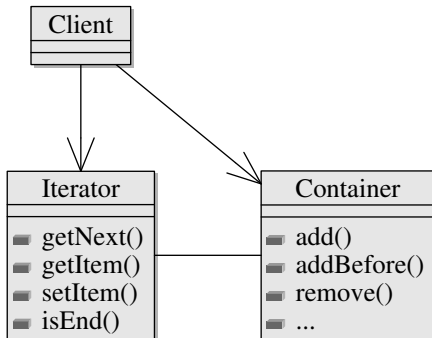 Client
Iterator
getNext()
getItem()
setItem()
isEnd()
Container
add()
addBefore()
remove()
...